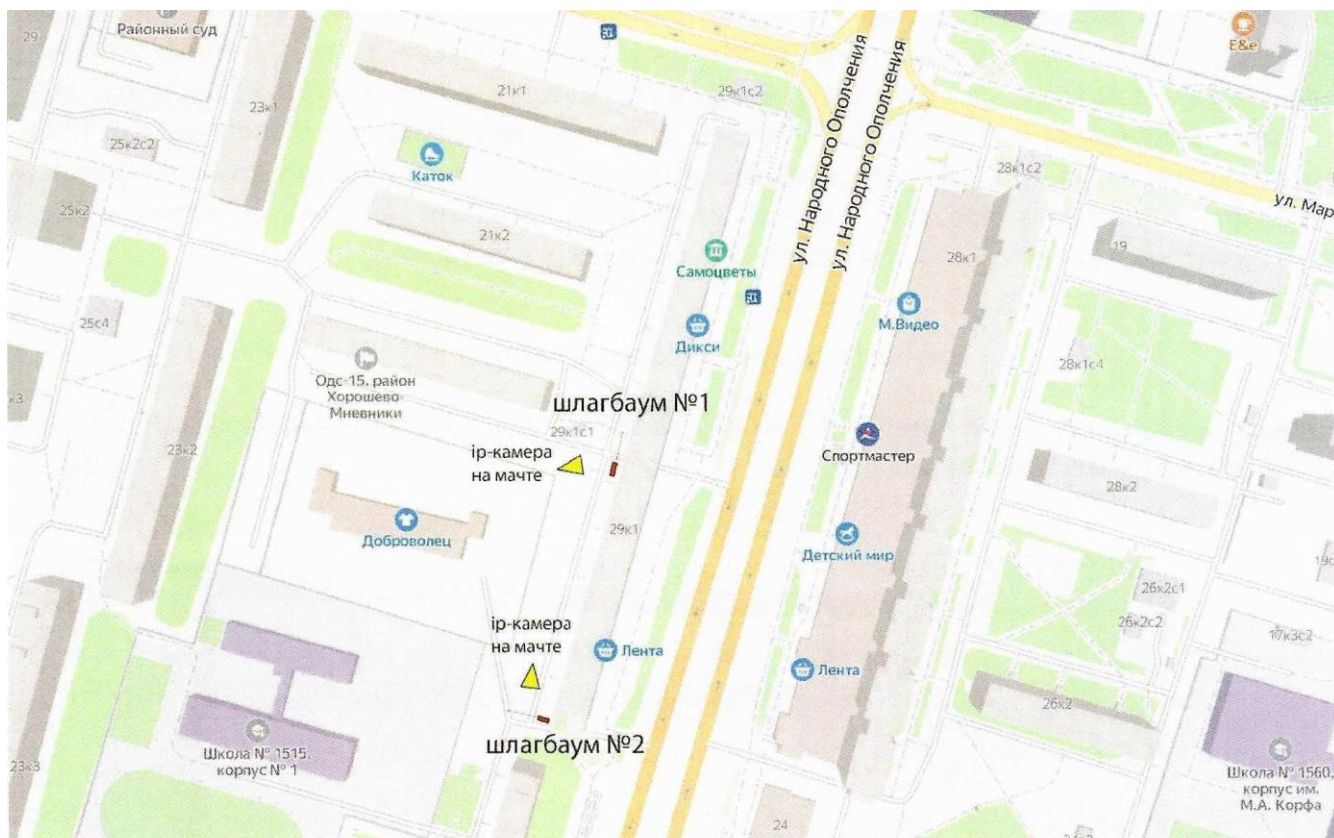 29
Районный суд
23к1
21к1
29к1с2
E&e
25к2с2
Каток
28к1с2
ул. Мар
25к2
21к2
ул. Народного Ополчения
ул. Народного Ополчения
19
Самоцветы
28к1
М.Видео
25с4
Дикси
28к1с4
Одс-15, район
Хорошево-
Мневники
к3
шлагбаум №1
23к2
29к1с1
ip-камера
на мачте
Спортмастер
28к2
Доброволец
29к1
Детский мир
26к2с1
26к2с2
17к3с2
ip-камера
на мачте
Лента
Лента
26к2
шлагбаум №2
Школа № 1515,
корпус № 1
23к3
Школа № 1560,
корпус им.
М.А. Корфа
24